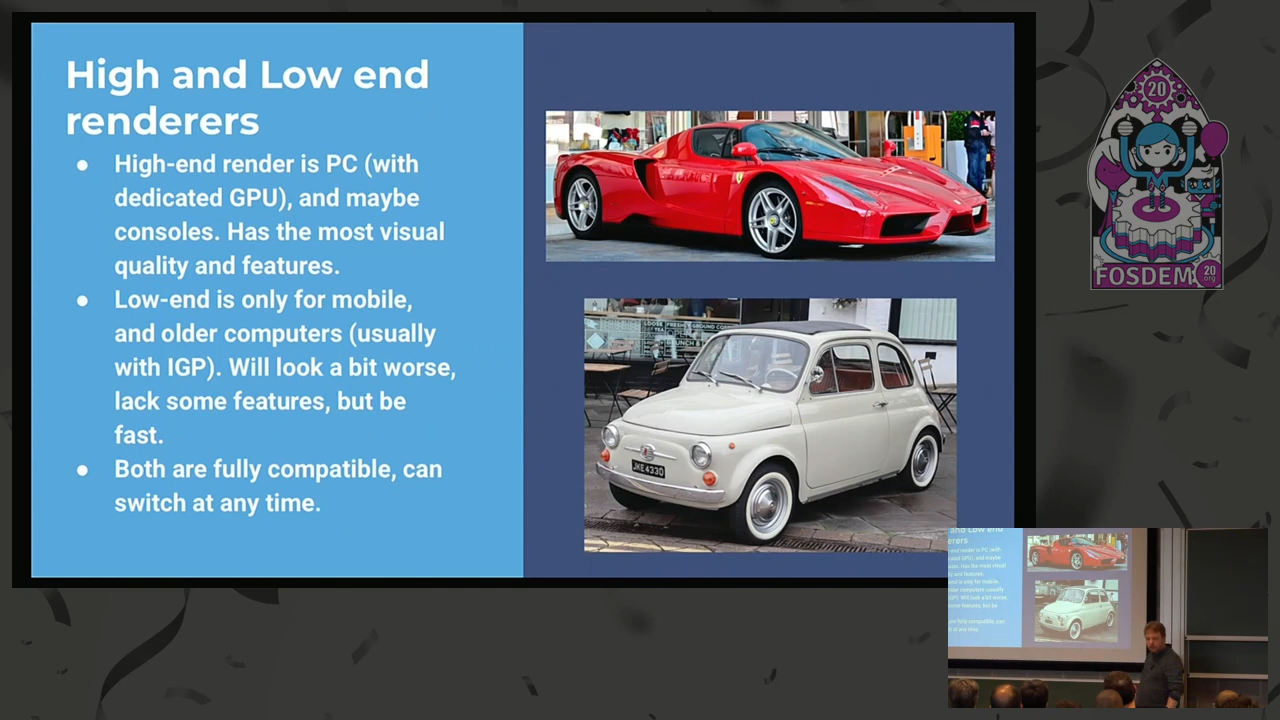 High and Low end
renderers
● High-end render is PC (with
dedicated GPU), and maybe
consoles. Has the most visual
quality and features.
● Low-end is only for mobile,
and older computers (usually
with IGP). Will look a bit worse,
lack some features, but be
fast.
● Both are fully compatible, can
switch at any time.
20
FOSDEM 20
.org
JKE 433D